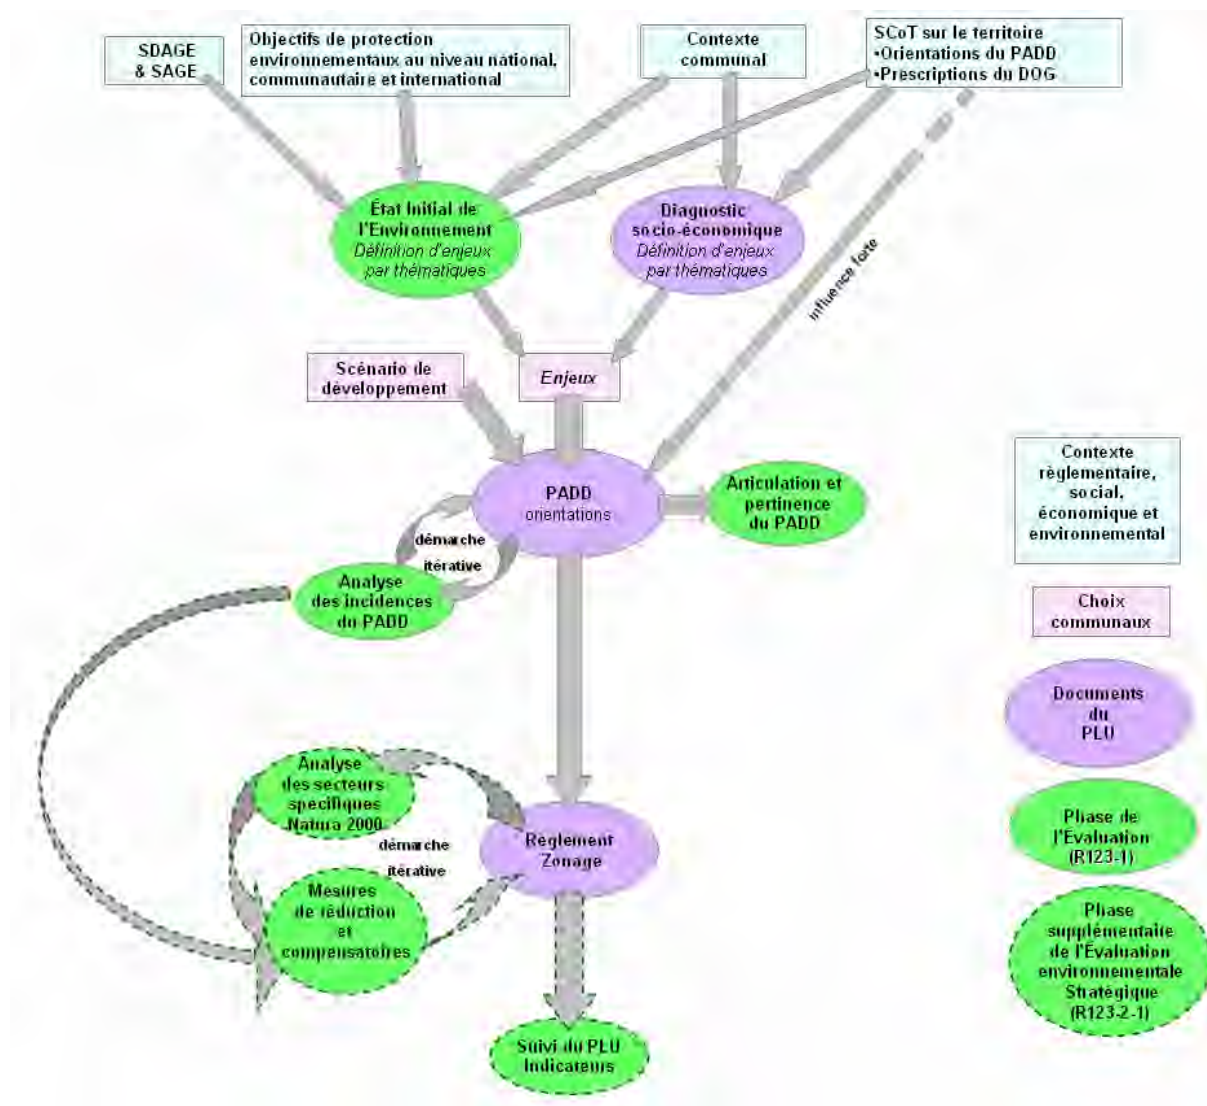 SDAGE
& SAGE
Objectifs de protection
environnementaux au niveau national,
communautaire et international
Contexte
communal
SCoT sur le territoire
•Orientations du PADD
•Prescriptions du DOG
État Initial de
l'Environnement
Définition d'enjeux
par thématiques
Diagnostic
socio-économique
Définition d'enjeux
par thématiques
influence forte
Scénario de
développement
Enjeux
PADD
orientations
Articulation et
pertinence
du PADD
démarche
itérative
Analyse
des incidences
du PADD
Analyse
des secteurs
spécifiques
Natura 2000
démarche
itérative
Règlement
Zonage
Mesures
de réduction
et
compensatoires
Suivi du PLU
Indicateurs
Contexte
règlementaire,
social,
économique et
environnemental
Choix
communaux
Documents
du
PLU
Phase de
l'Évaluation
(R123-1)
Phase
supplémentaire
de l'Évaluation
environnementale
Stratégique
(R123-2-1)